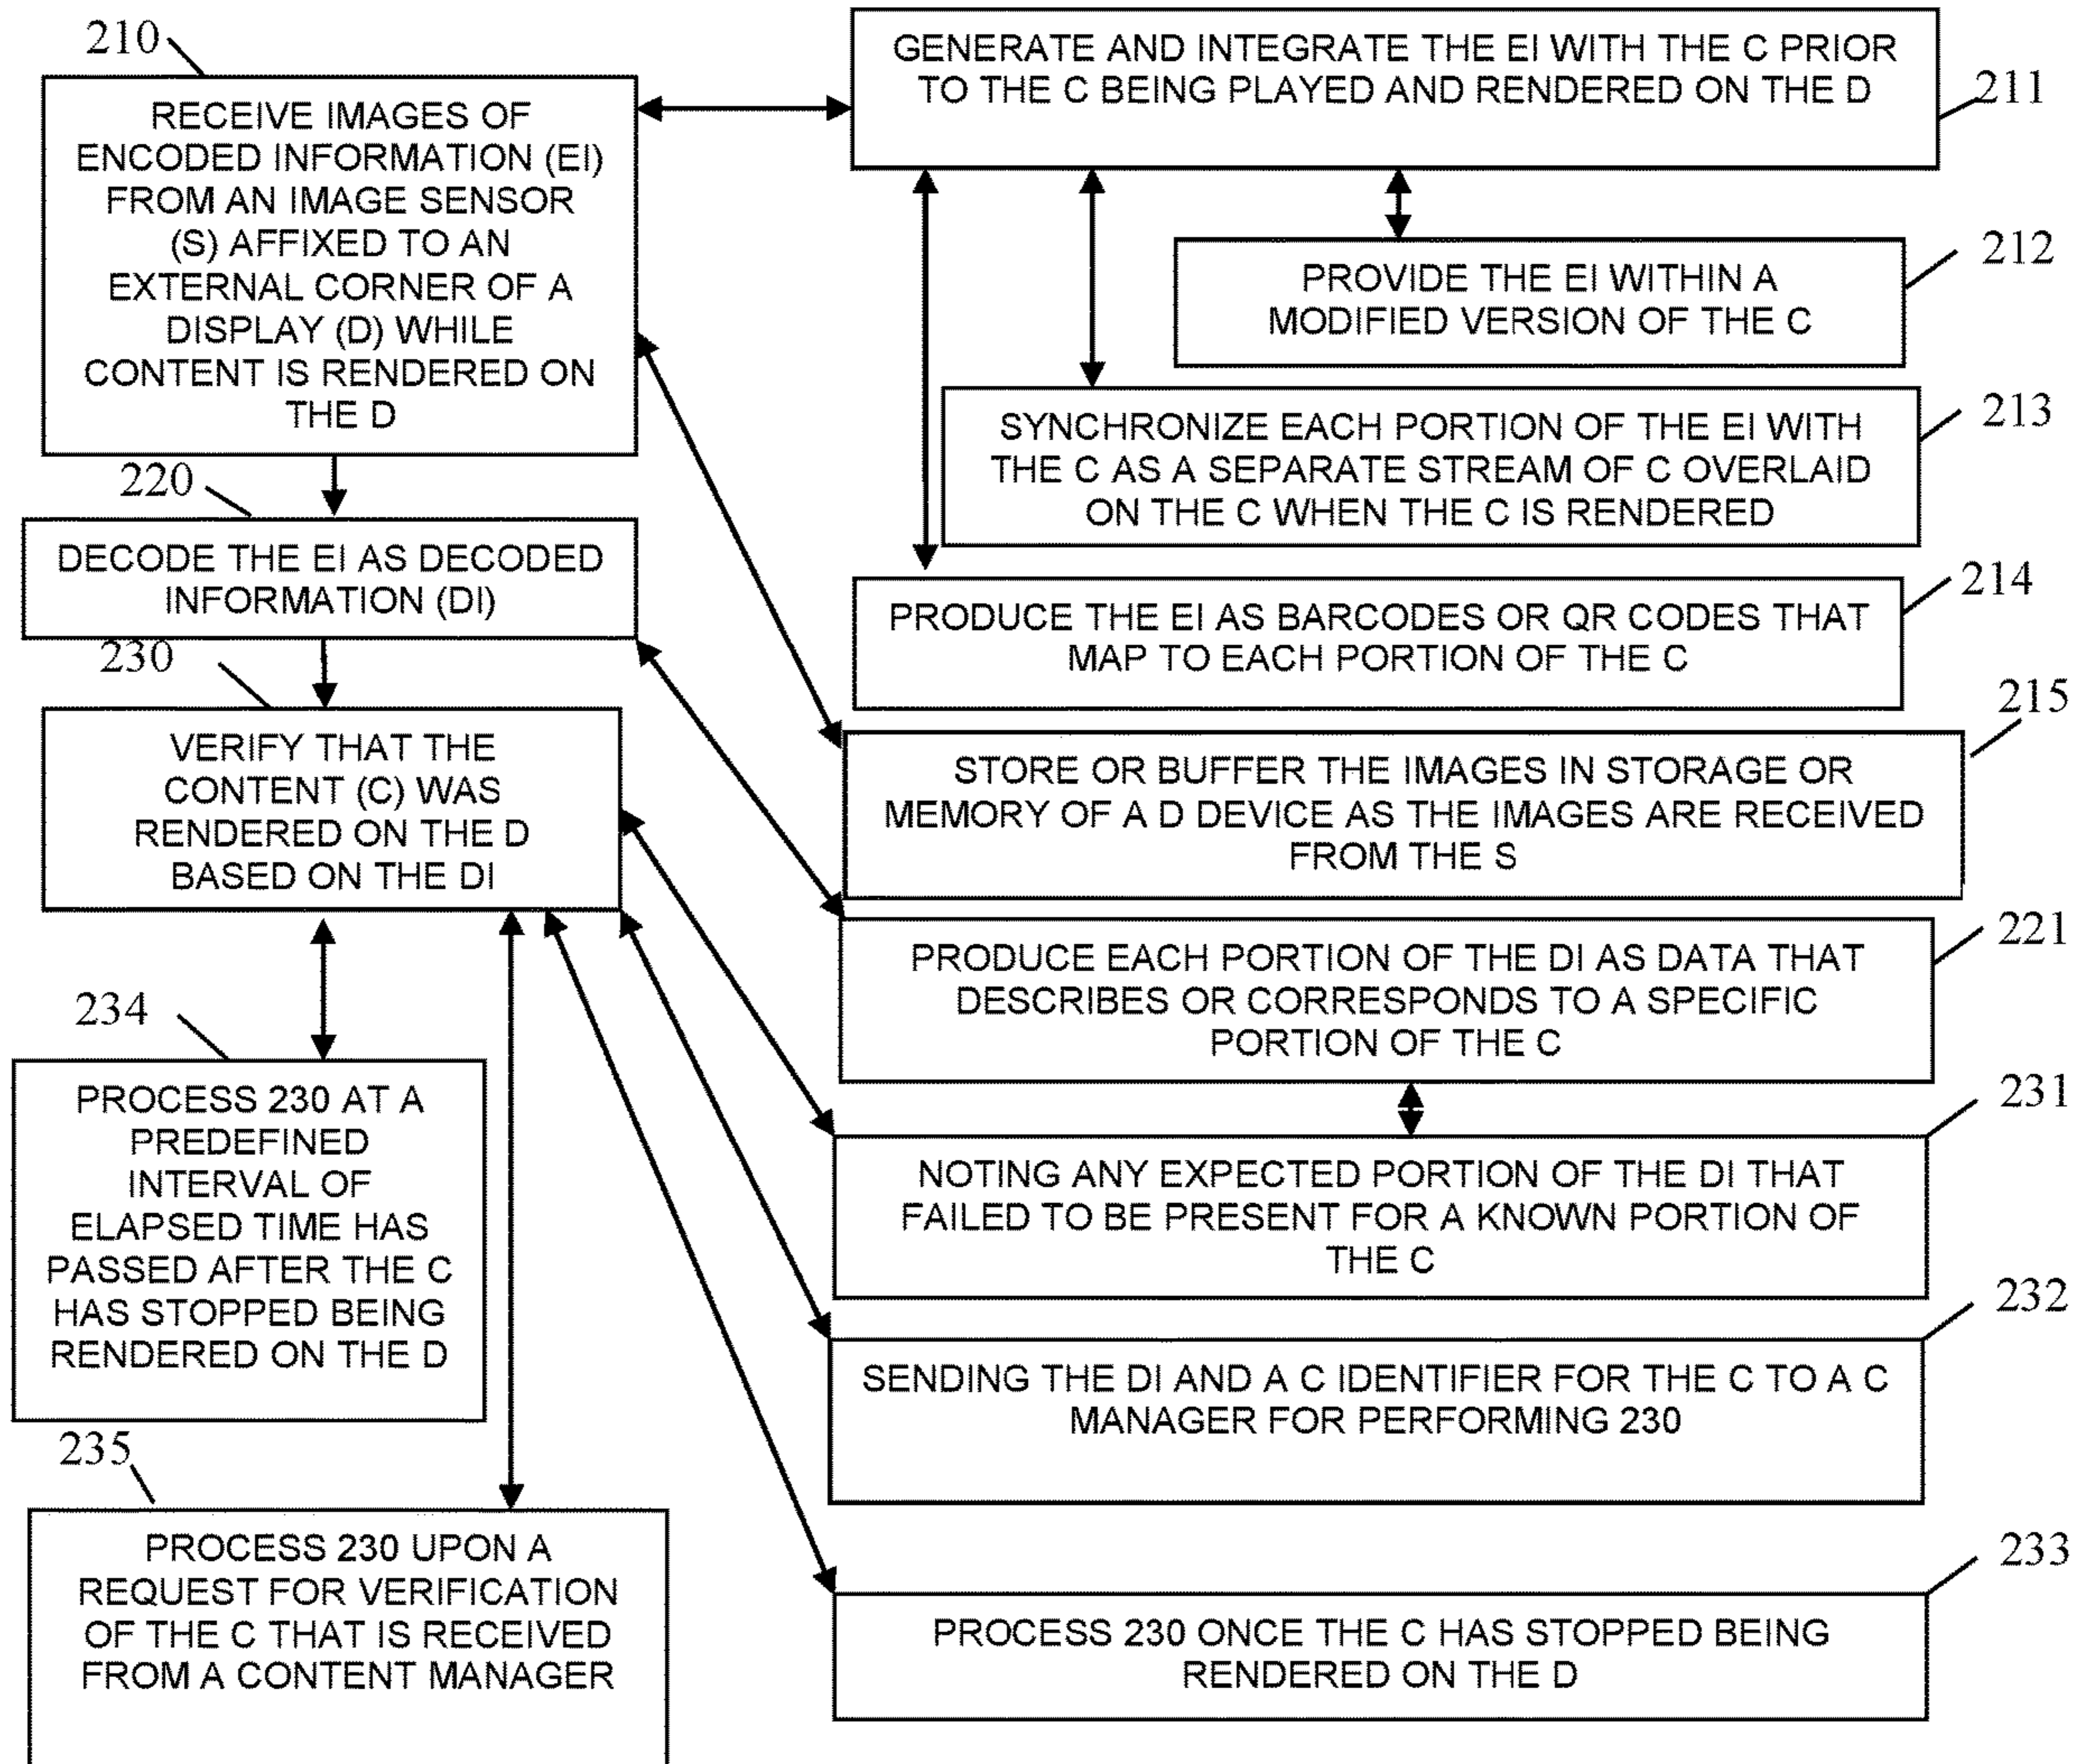 210
RECEIVE IMAGES OF
ENCODED INFORMATION (EI)
FROM AN IMAGE SENSOR
(S) AFFIXED TO AN
EXTERNAL CORNER OF A
DISPLAY (D) WHILE
CONTENT IS RENDERED ON
THE D
220
DECODE THE EI AS DECODED
INFORMATION (DI)
230
VERIFY THAT THE
CONTENT (C) WAS
RENDERED ON THE D
BASED ON THE DI
234
PROCESS 230 AT A
PREDEFINED
INTERVAL OF
ELAPSED TIME HAS
PASSED AFTER THE C
HAS STOPPED BEING
RENDERED ON THE D
235
PROCESS 230 UPON A
REQUEST FOR VERIFICATION
OF THE C THAT IS RECEIVED
FROM A CONTENT MANAGER
GENERATE AND INTEGRATE THE EI WITH THE C PRIOR
TO THE C BEING PLAYED AND RENDERED ON THE D
211
PROVIDE THE EI WITHIN A
MODIFIED VERSION OF THE C
212
SYNCHRONIZE EACH PORTION OF THE EI WITH
THE C AS A SEPARATE STREAM OF C OVERLAID
ON THE C WHEN THE C IS RENDERED
213
PRODUCE THE EI AS BARCODES OR QR CODES THAT
MAP TO EACH PORTION OF THE C
214
STORE OR BUFFER THE IMAGES IN STORAGE OR
MEMORY OF A D DEVICE AS THE IMAGES ARE RECEIVED
FROM THE S
215
PRODUCE EACH PORTION OF THE DI AS DATA THAT
DESCRIBES OR CORRESPONDS TO A SPECIFIC
PORTION OF THE C
221
NOTING ANY EXPECTED PORTION OF THE DI THAT
FAILED TO BE PRESENT FOR A KNOWN PORTION OF
THE C
231
SENDING THE DI AND A C IDENTIFIER FOR THE C TO A C
MANAGER FOR PERFORMING 230
232
PROCESS 230 ONCE THE C HAS STOPPED BEING
RENDERED ON THE D
233